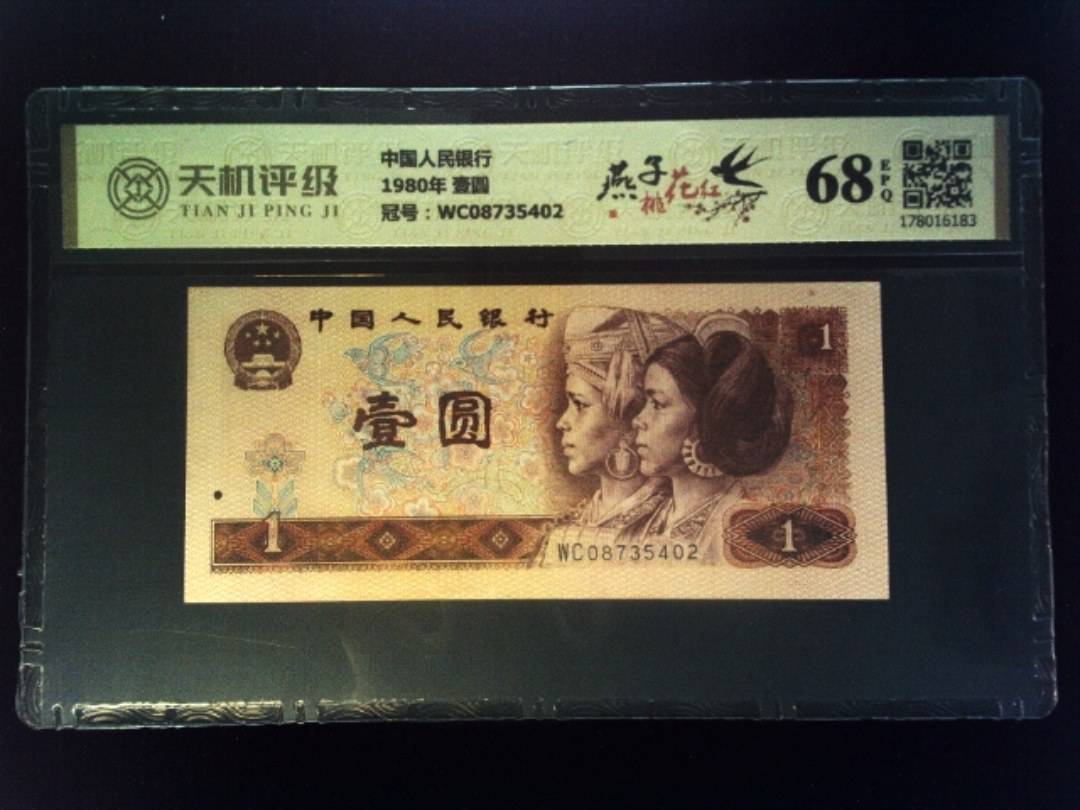 天机评级
TIAN JI PING JI
中国人民银行
1980年 壹圆
冠号：WC08735402
燕子
桃花红
68
EPQ
178016183
中国人民银行
1
壹圆
1
WC08735402
1